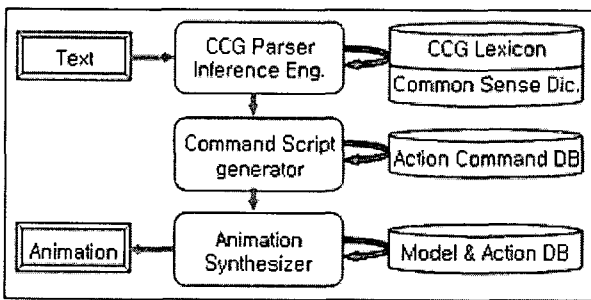 Text
CCG Parser
Inference Eng.
CCG Lexicon
Common Sense Dic.
Command Script
generator
Action Command DB
Animation
Animation
Synthesizer
Model & Action DB